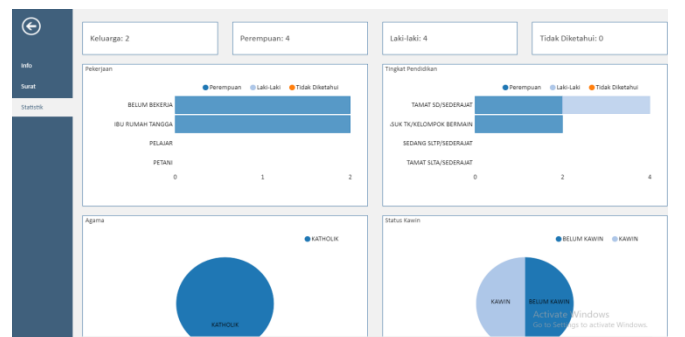 Keluarga: 2
Perempuan: 4
Laki-laki: 4
Tidak Diketahui: 0
Info
Surat
Statistik
Pekerjaan
Perempuan Laki-Laki Tidak Diketahui
BELUM BEKERJA
IBU RUMAH TANGGA
PELAJAR
PETANI
0 1 2
Tingkat Pendidikan
Perempuan Laki-Laki Tidak Diketahui
TAMAT SD/SEDERAJAT
SUK TK/KELOMPOK BERMAIN
SEDANG SLTP/SEDERAJAT
TAMAT SLTA/SEDERAJAT
0 2 4
Agama
KATHOLIK
KATHOLIK
Status Kawin
BELUM KAWIN KAWIN
KAWIN
BELUM KAWIN
Activate Windows
Go to Settings to activate Windows.